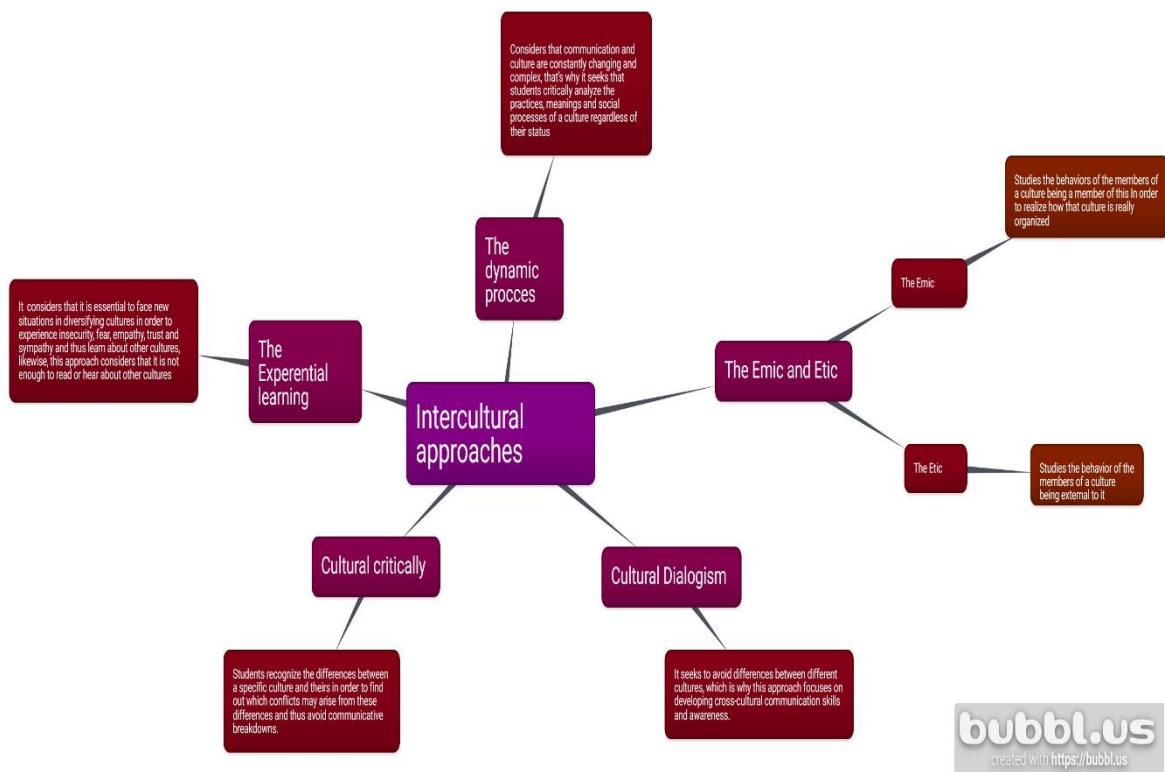 Considers that communication and
culture are constantly changing and
complex, that's why it seeks that
students critically analyze the
practices, meanings and social
processes of a culture regardless of
their status
The
dynamic
procces
Studies the behaviors of the members of
a culture being a member of this In order
to realize how that culture is really
organized
The Emic
It considers that it is essential to face new
situations in diversifying cultures in order to
experience insecurity, fear, empathy, trust and
sympathy and thus learn about other cultures,
likewise, this approach considers that it is not
enough to read or hear about other cultures
The
Experential
learning
The Emic and Etic
Intercultural
approaches
The Etic
Studies the behavior of the
members of a culture
being external to it
Cultural critically
Cultural Dialogism
Students recognize the differences between
a specific culture and theirs in order to find
out which conflicts may arise from these
differences and thus avoid communicative
breakdowns.
It seeks to avoid differences between different
cultures, which is why this approach focuses on
developing cross-cultural communication skills
and awareness.
bubbl.us
created with https://bubbl.us